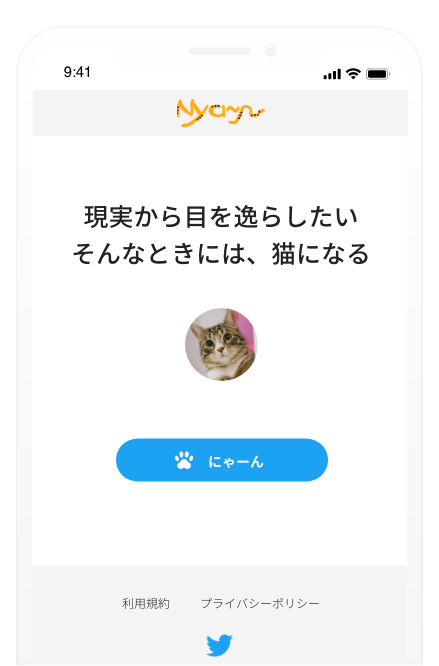 9:41
Nya~n
現実から目を逸らしたい
そんなときには、猫になる
にゃーん
利用規約 プライバシーポリシー